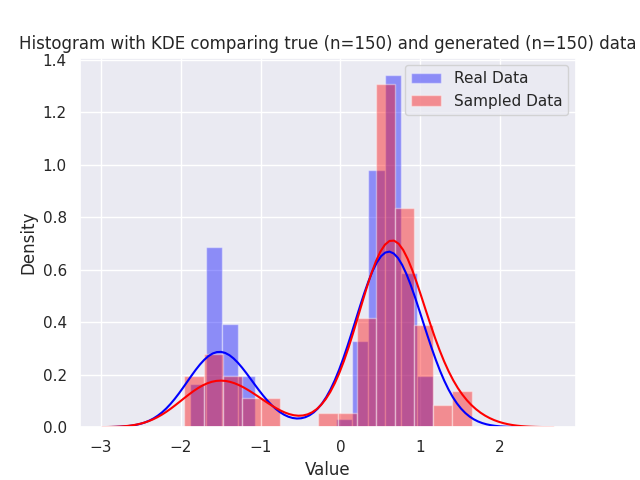 Histogram with KDE comparing true (n=150) and generated (n=150) data
Real Data
Sampled Data
Density
1.4
1.2
1.0
0.8
0.6
0.4
0.2
0.0
−3 −2 −1 0 1 2
Value